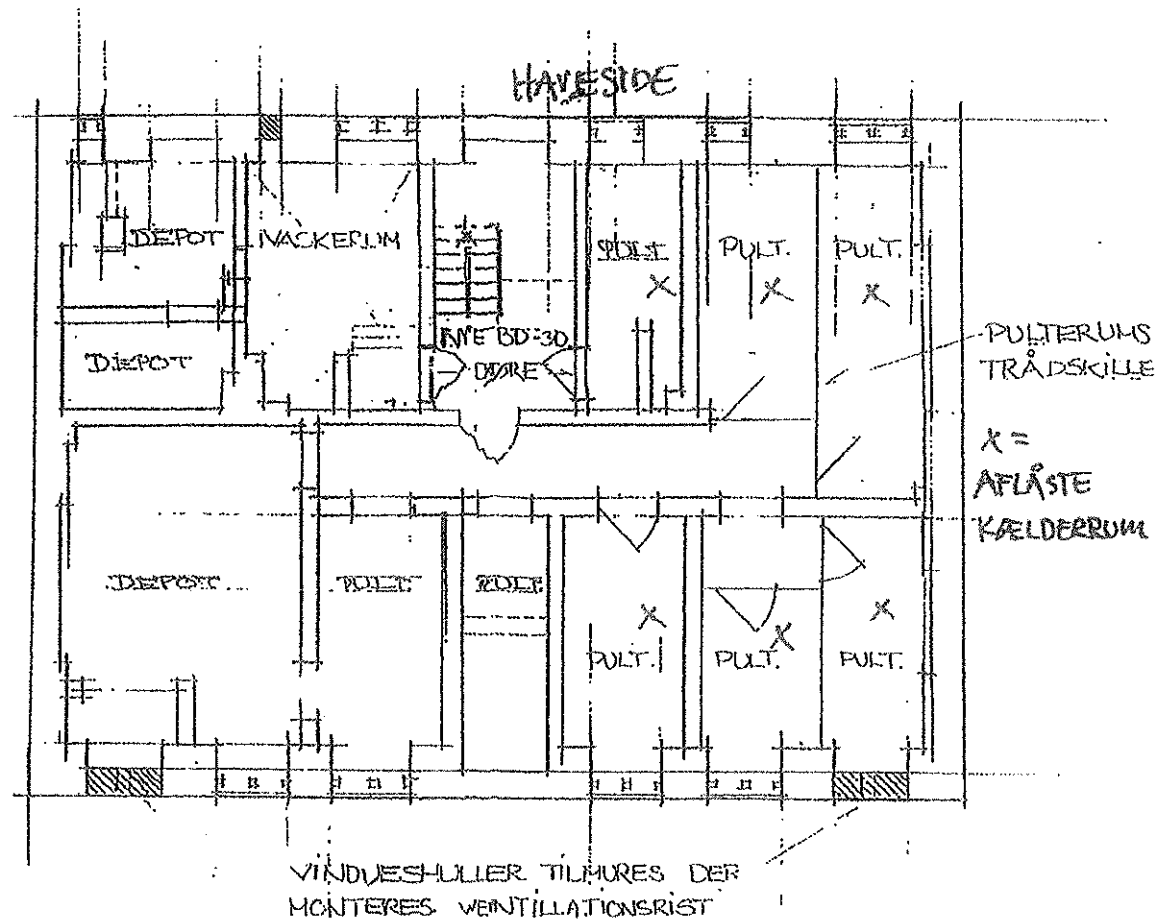 HAVESIDE
DEPOT
VASKERUM
PULT
PULT.
PULT.
NYE BD-30
DØRE
DEPOT
PULTERUMS
TRÅDSKILLE
X =
AFLÅSTE
KÆLDERRUM
X
X
X
DEPOT
PULT.
PULT.
X
X
X
PULT.
PULT.
PULT.
VINDUESHULLER TILMURES DER
MONTERES VENTILLATIONSRIST